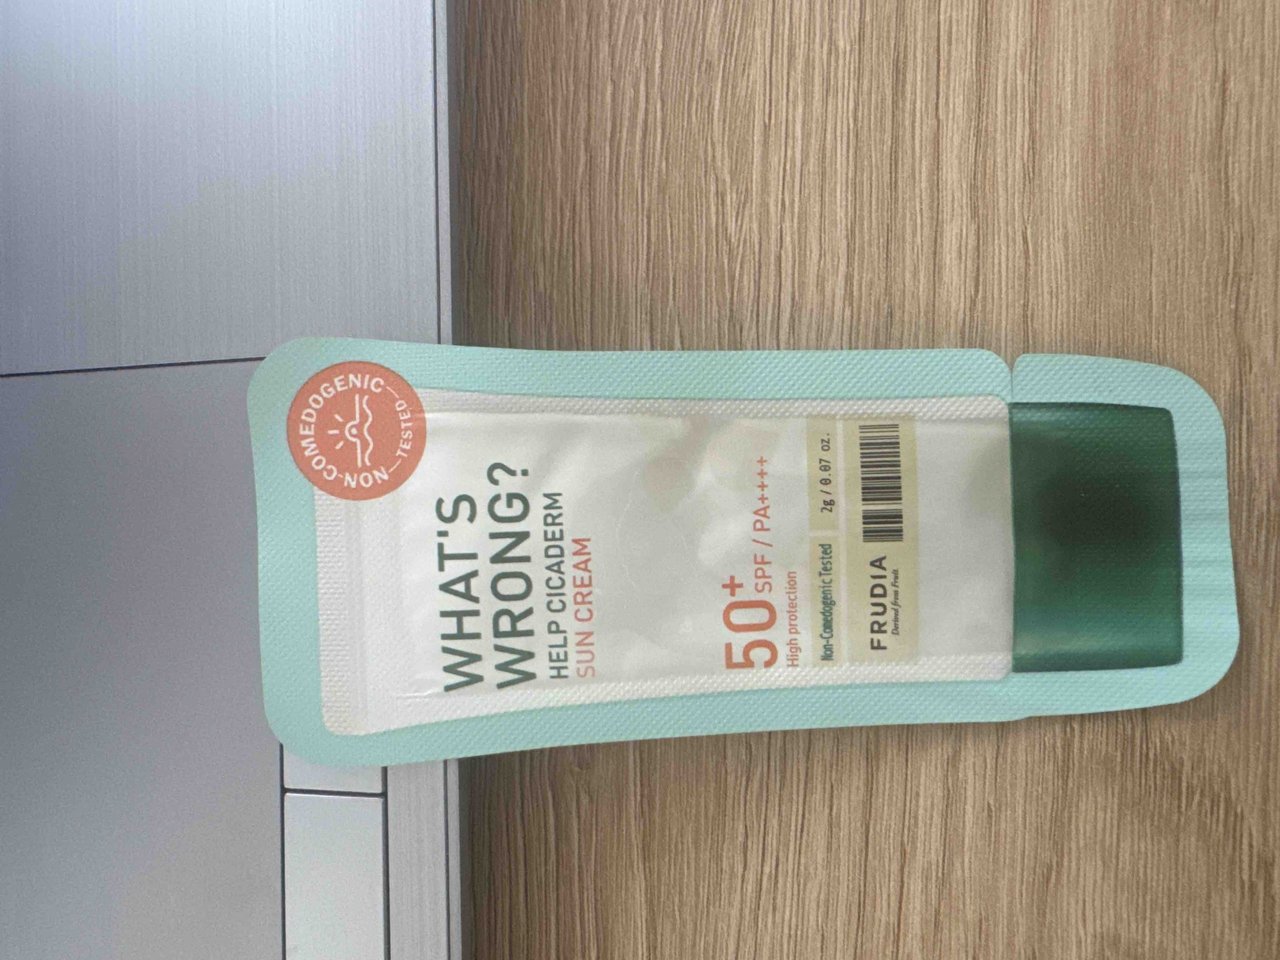 NON-COMEDOGENIC
TESTED
WHAT'S
WRONG?
HELP CICADERM
SUN CREAM
50+ SPF / PA++++
High protection
Non-Comedogenic Tested
2g / 0.07 oz.
FRUDIA
Derived from Fruit